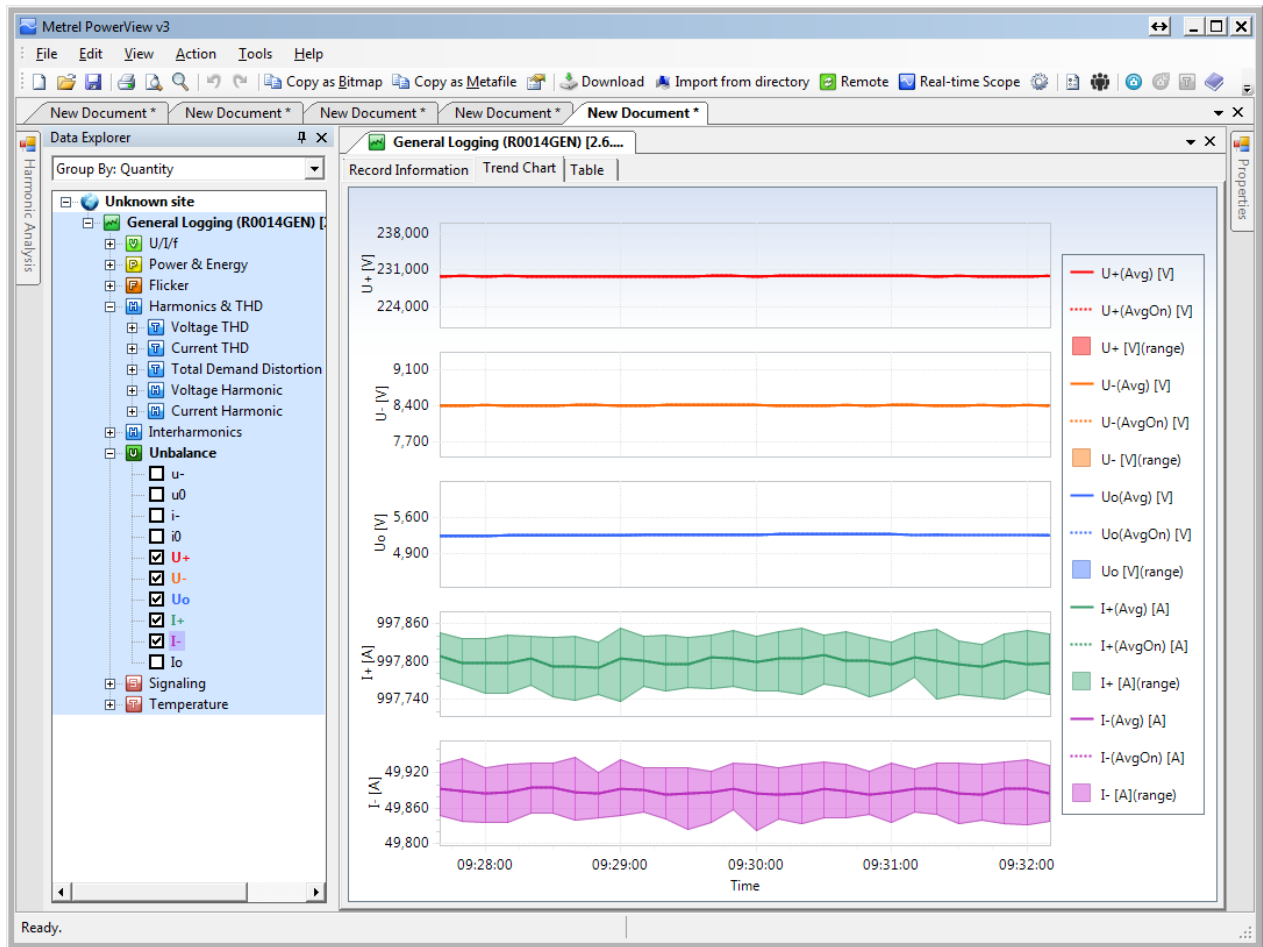 Metrel PowerView v3
File Edit View Action Tools Help
Copy as Bitmap Copy as Metafile Download Import from directory Remote Real-time Scope
New Document * New Document * New Document * New Document * New Document *
Harmonic Analysis
Data Explorer
Group By: Quantity
Unknown site
General Logging (R0014GEN) [2
U/I/f
Power & Energy
Flicker
Harmonics & THD
Voltage THD
Current THD
Total Demand Distortion
Voltage Harmonic
Current Harmonic
Interharmonics
Unbalance
u-
u0
i-
i0
U+
U-
Uo
I+
I-
Io
Signaling
Temperature
General Logging (R0014GEN) [2.6....
Record Information Trend Chart Table
U+ [V]
238,000
231,000
224,000
U- [V]
9,100
8,400
7,700
Uo [V]
5,600
4,900
I+ [A]
997,860
997,800
997,740
I- [A]
49,920
49,860
49,800
09:28:00 09:29:00 09:30:00 09:31:00 09:32:00
Time
U+(Avg) [V]
U+(AvgOn) [V]
U+ [V](range)
U-(Avg) [V]
U-(AvgOn) [V]
U- [V](range)
Uo(Avg) [V]
Uo(AvgOn) [V]
Uo [V](range)
I+(Avg) [A]
I+(AvgOn) [A]
I+ [A](range)
I-(Avg) [A]
I-(AvgOn) [A]
I- [A](range)
Properties
Ready.